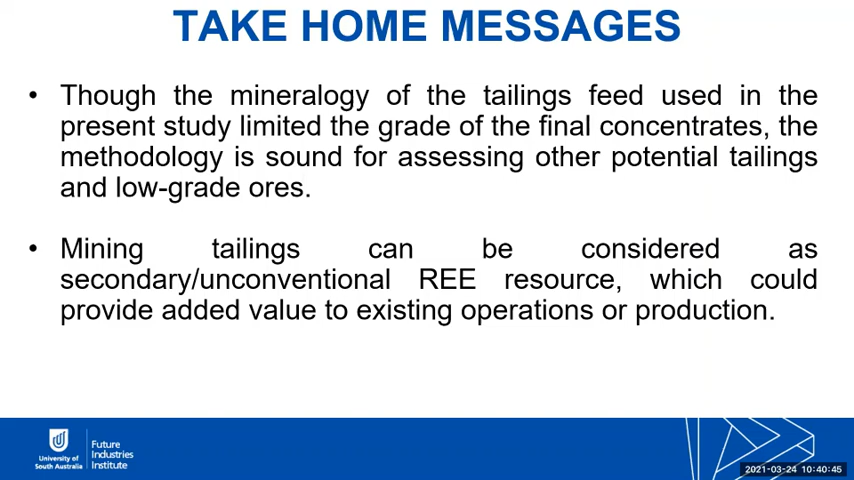 TAKE HOME MESSAGES
• Though the mineralogy of the tailings feed used in the
present study limited the grade of the final concentrates, the
methodology is sound for assessing other potential tailings
and low-grade ores.
• Mining tailings can be considered as
secondary/unconventional REE resource, which could
provide added value to existing operations or production.
University of
South Australia
Future
Industries
Institute
2021-03-24 10:40:45